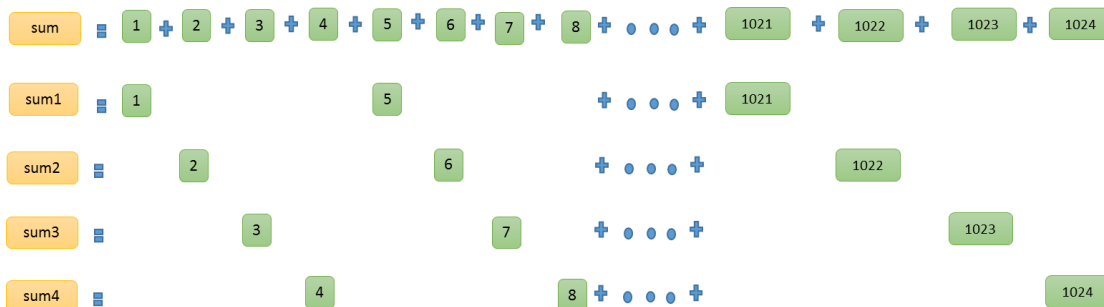 sum = 1 + 2 + 3 + 4 + 5 + 6 + 7 + 8 + • • • + 1021 + 1022 + 1023 + 1024
sum1 = 1 5 + • • • + 1021
sum2 = 2 6 + • • • + 1022
sum3 = 3 7 + • • • + 1023
sum4 = 4 8 + • • • + 1024